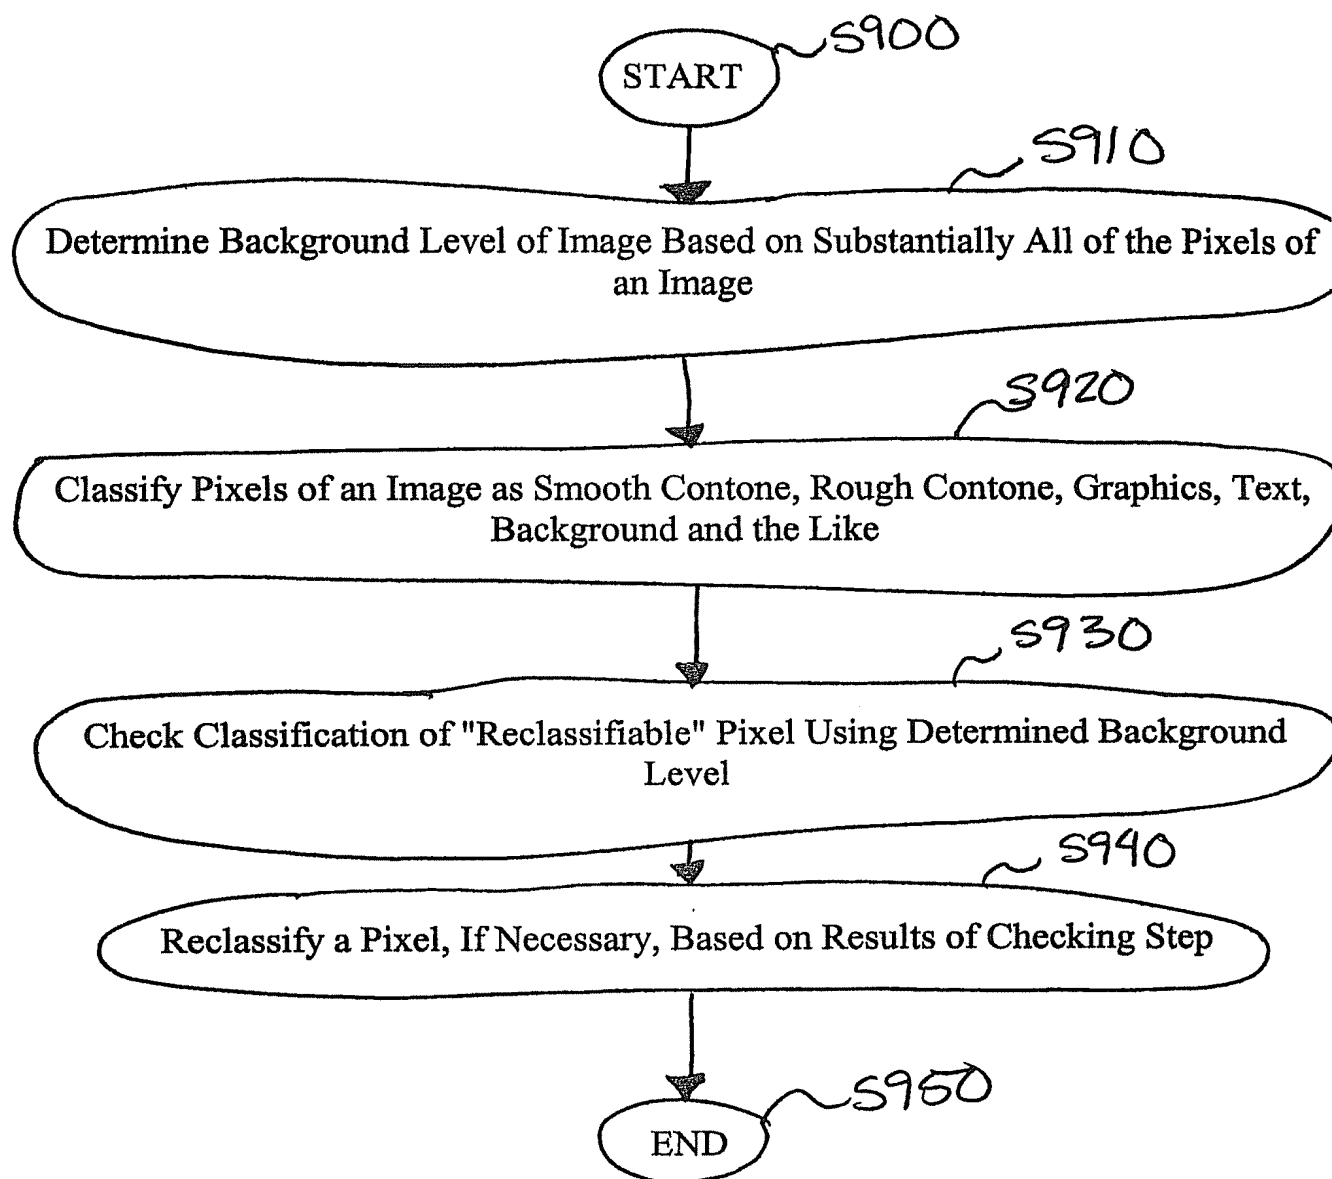 S900
START
S910
Determine Background Level of Image Based on Substantially All of the Pixels of
an Image
S920
Classify Pixels of an Image as Smooth Contone, Rough Contone, Graphics, Text,
Background and the Like
S930
Check Classification of "Reclassifiable" Pixel Using Determined Background
Level
S940
Reclassify a Pixel, If Necessary, Based on Results of Checking Step
S950
END